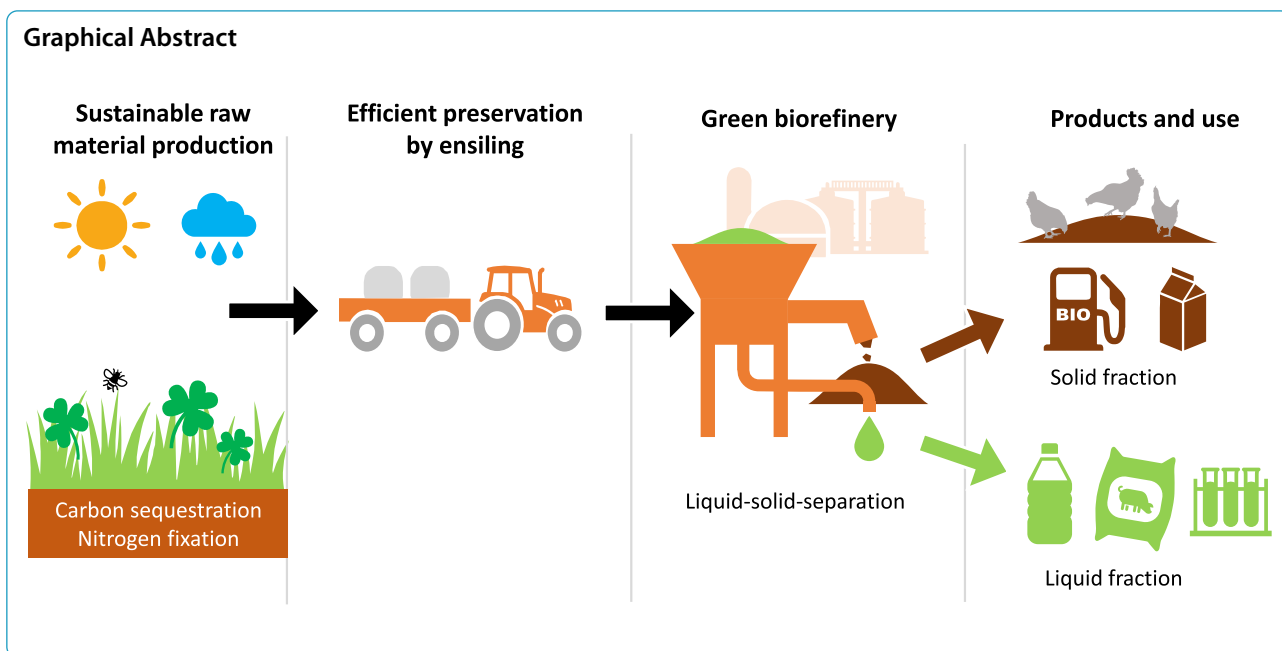 Graphical Abstract
Sustainable raw
material production
Efficient preservation
by ensiling
Green biorefinery
Products and use
BIO
Solid fraction
Carbon sequestration
Nitrogen fixation
Liquid-solid-separation
Liquid fraction